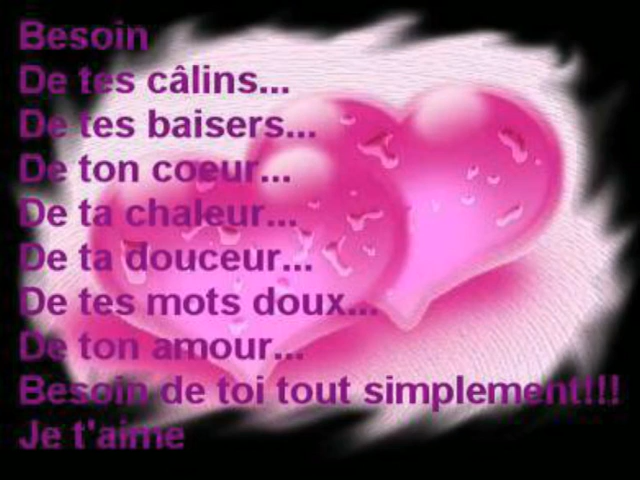 Besoin
De tes câlins...
De tes baisers...
De ton coeur...
De ta chaleur...
De ta douceur...
De tes mots doux...
De ton amour...
Besoin de toi tout simplement!!!
Je t'aime